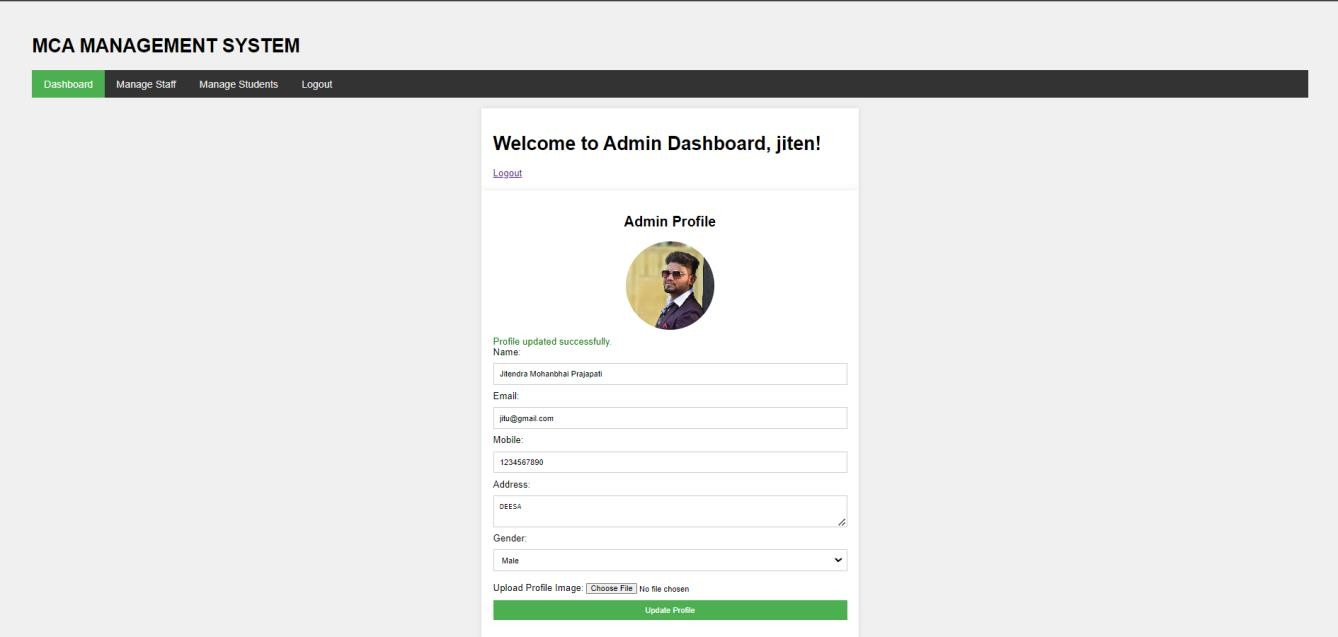 MCA MANAGEMENT SYSTEM
Dashboard Manage Staff Manage Students Logout
Welcome to Admin Dashboard, jiten!
Logout
Admin Profile
Profile updated successfully.
Name:
Jitendra Mohanbhai Prajapati
Email:
jitu@gmail.com
Mobile:
1234567890
Address:
DEESA
Gender:
Male
Upload Profile Image: Choose File No file chosen
Update Profile